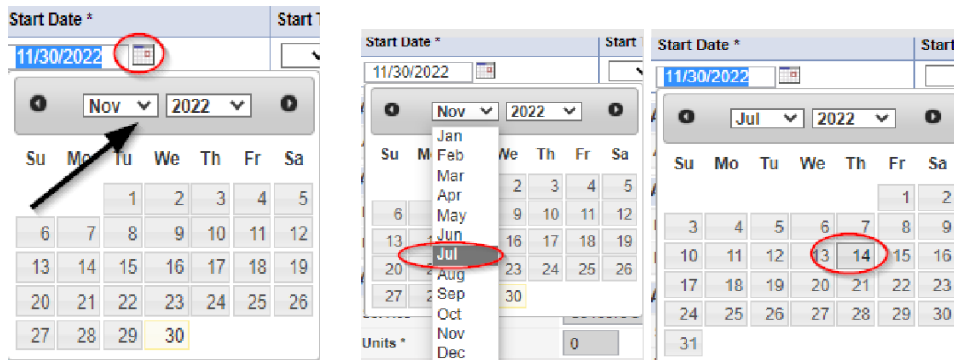 Start Date * Start
11/30/2022
Nov 2022
Su Mo Tu We Th Fr Sa
1 2 3 4 5
6 7 8 9 10 11 12
13 14 15 16 17 18 19
20 21 22 23 24 25 26
27 28 29 30
Start Date * Start
11/30/2022
Nov 2022
Jan
Feb
Mar
Apr
May
Jun
Jul
Aug
Sep
Oct
Nov
Dec
Su We Th Fr Sa
2 3 4 5
6 9 10 11 12
13 16 17 18 19
20 23 24 25 26
27 30
Units * 0
Start Date * Start
11/30/2022
Jul 2022
Su Mo Tu We Th Fr Sa
1 2
3 4 5 6 7 8 9
10 11 12 13 14 15 16
17 18 19 20 21 22 23
24 25 26 27 28 29 30
31